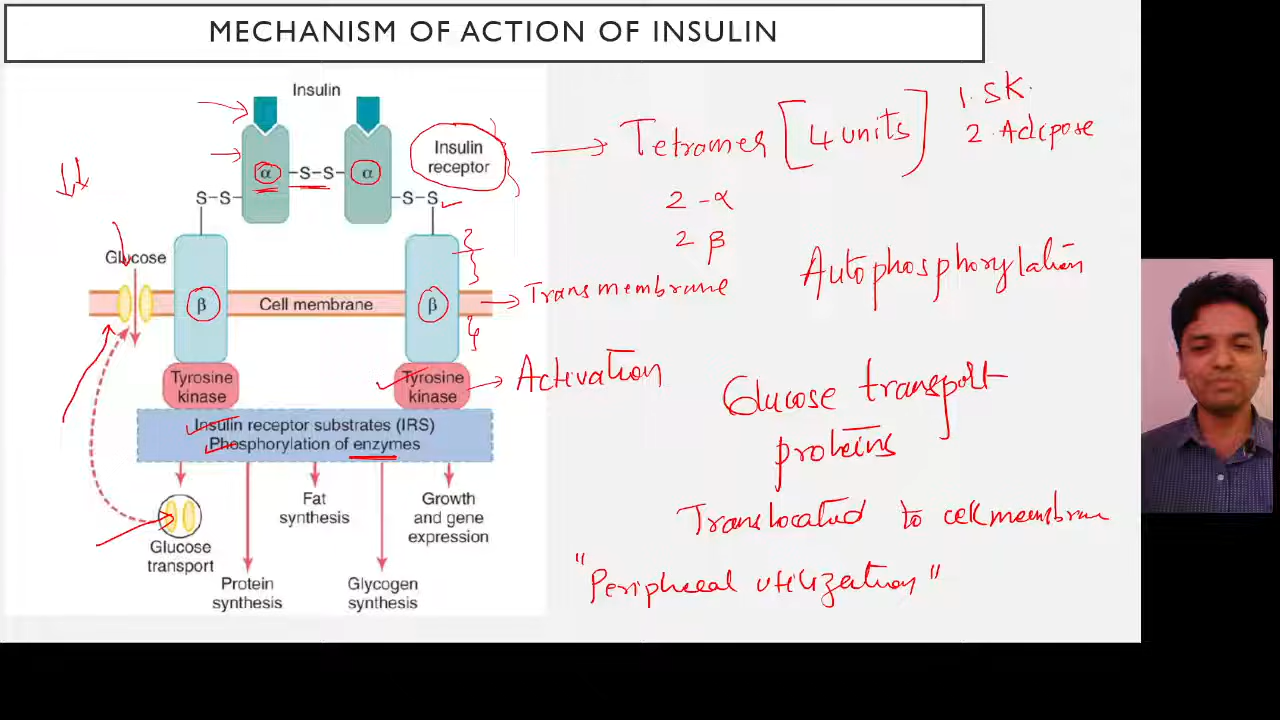 MECHANISM OF ACTION OF INSULIN
Insulin
α
S-S
α
Insulin
receptor
S-S
S-S
Glucose
β
Cell membrane
β
Tyrosine
kinase
Tyrosine
kinase
Insulin receptor substrates (IRS)
Phosphorylation of enzymes
Glucose
transport
Protein
synthesis
Fat
synthesis
Glycogen
synthesis
Growth
and gene
expression
Tetramer [4 units]
1. SK.
2. Adipose
2 - α
2 β
Autophosphorylation
Transmembrane
Activation
Glucose transport
proteins
Translocated to cell membrane
"Peripheral utilization"